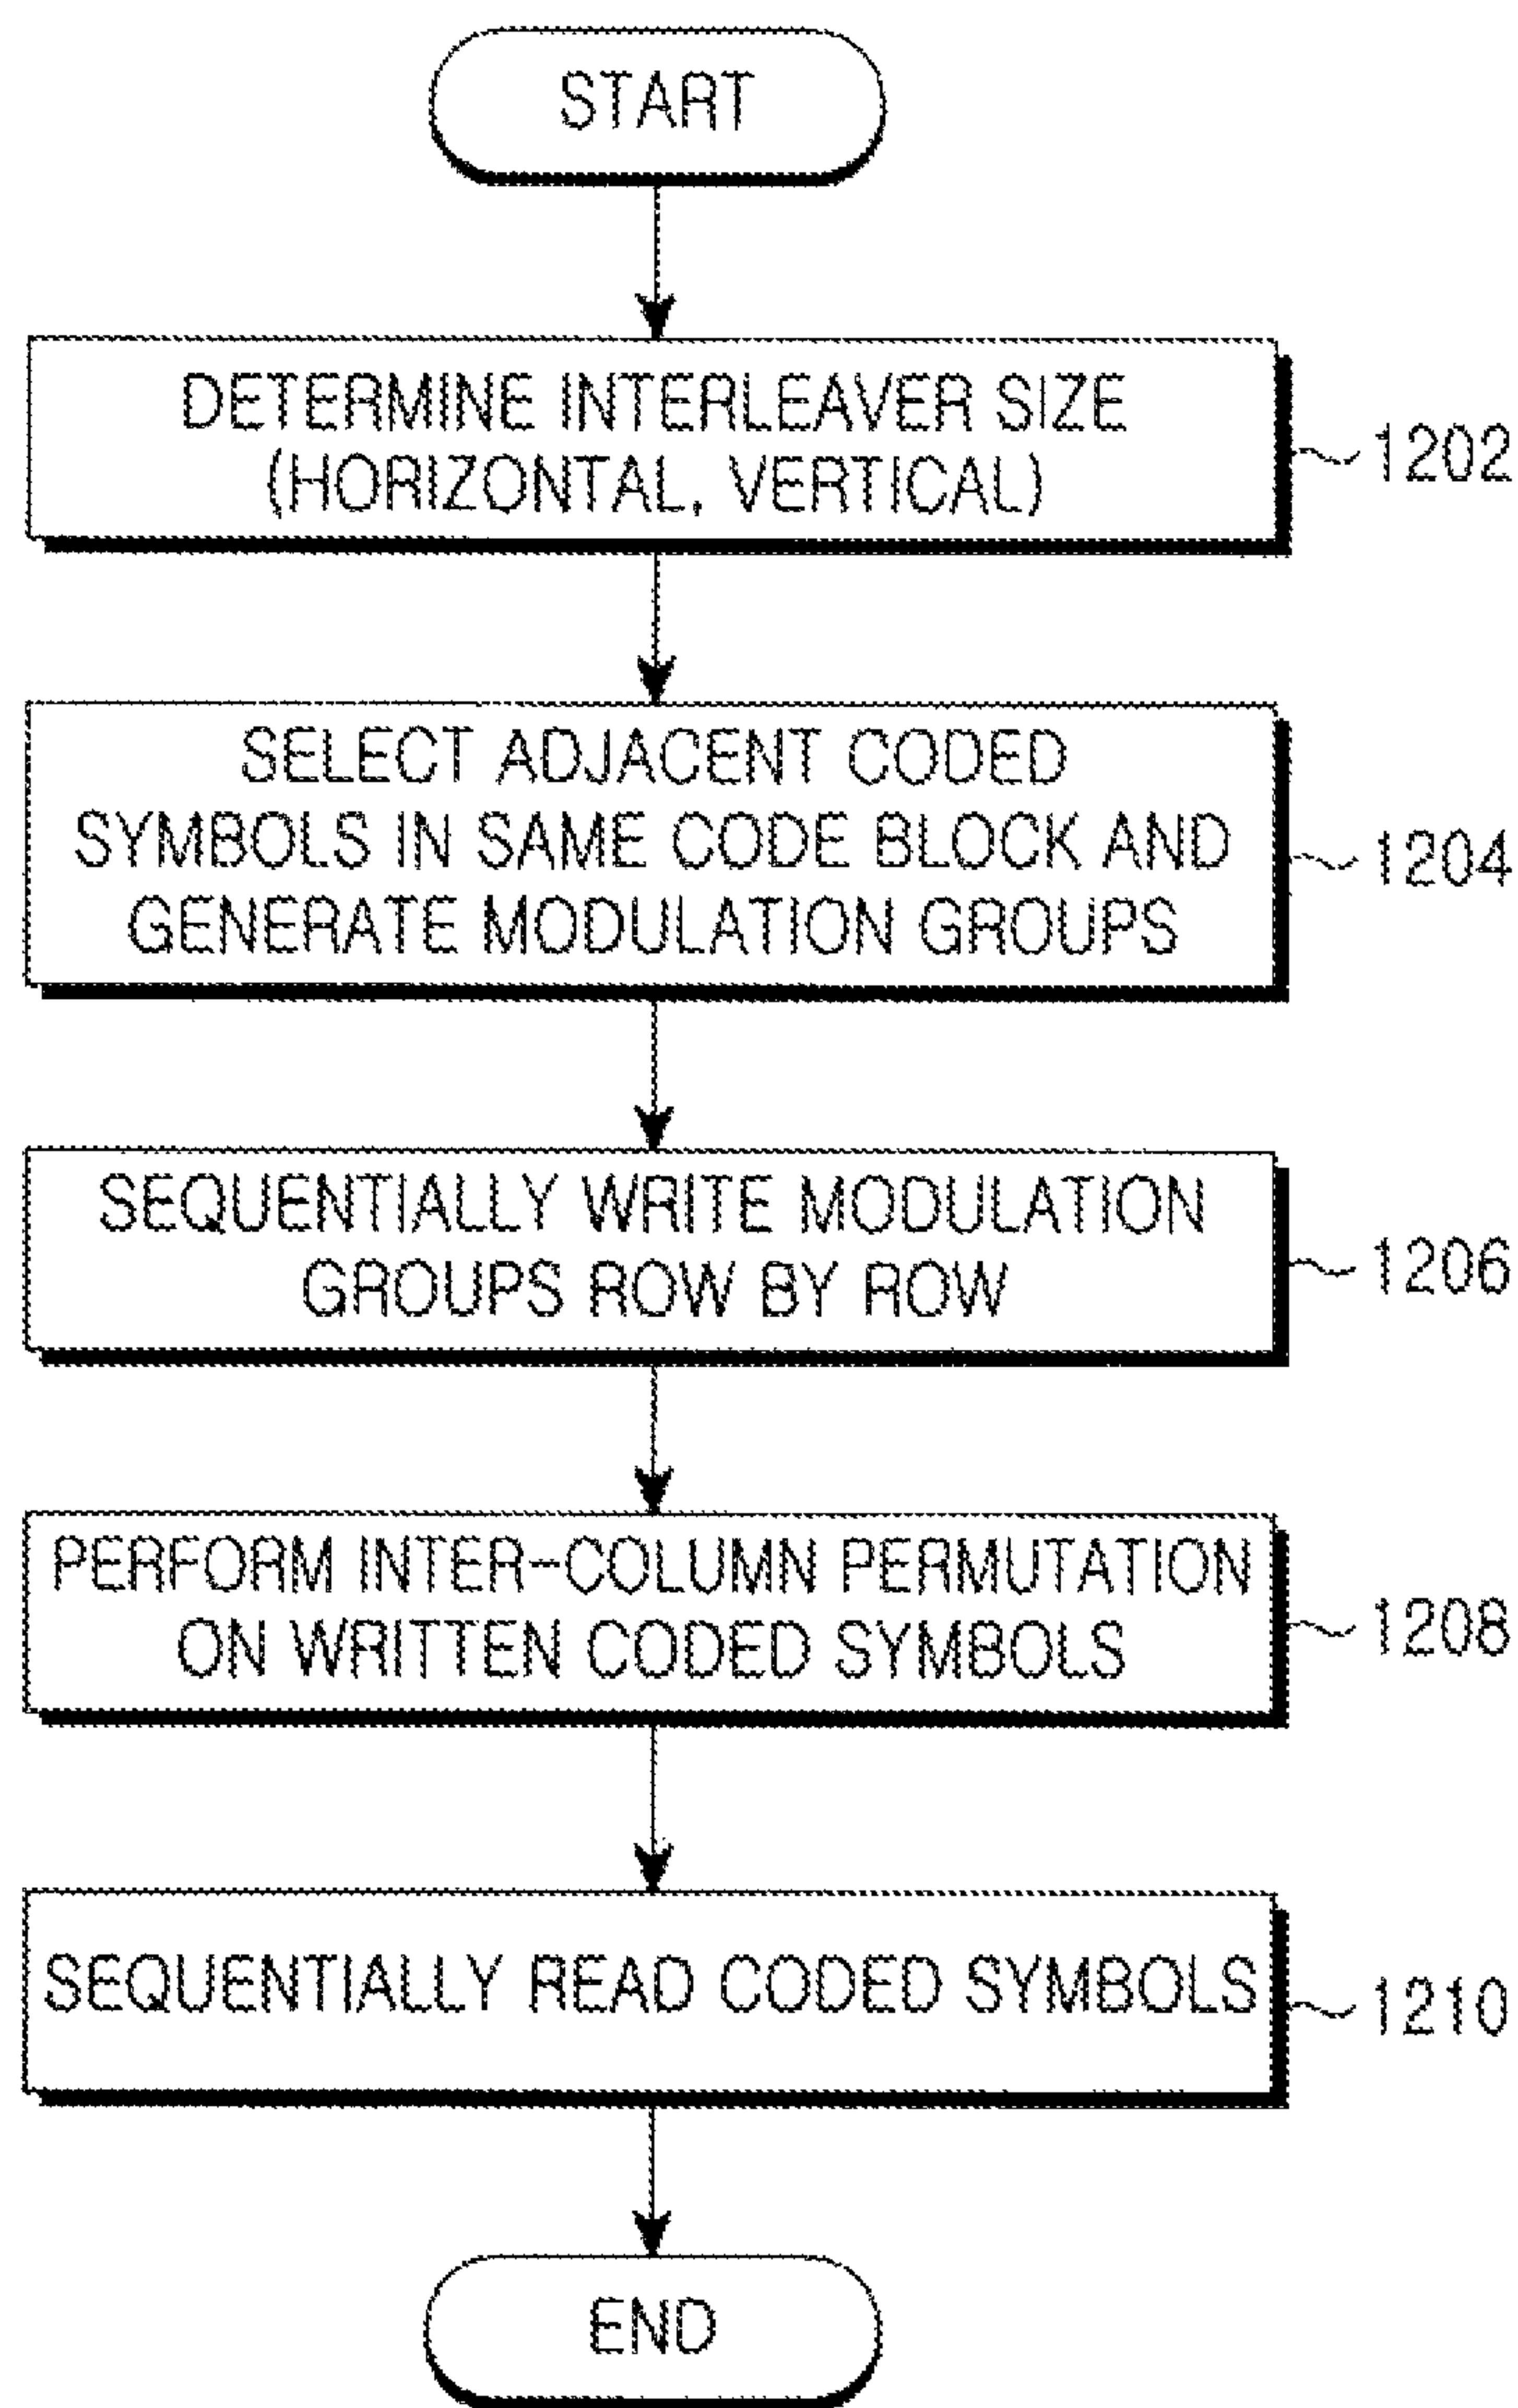 START
DETERMINE INTERLEAVER SIZE
(HORIZONTAL, VERTICAL)
1202
SELECT ADJACENT CODED
SYMBOLS IN SAME CODE BLOCK AND
GENERATE MODULATION GROUPS
1204
SEQUENTIALLY WRITE MODULATION
GROUPS ROW BY ROW
1206
PERFORM INTER-COLUMN PERMUTATION
ON WRITTEN CODED SYMBOLS
1208
SEQUENTIALLY READ CODED SYMBOLS
1210
END